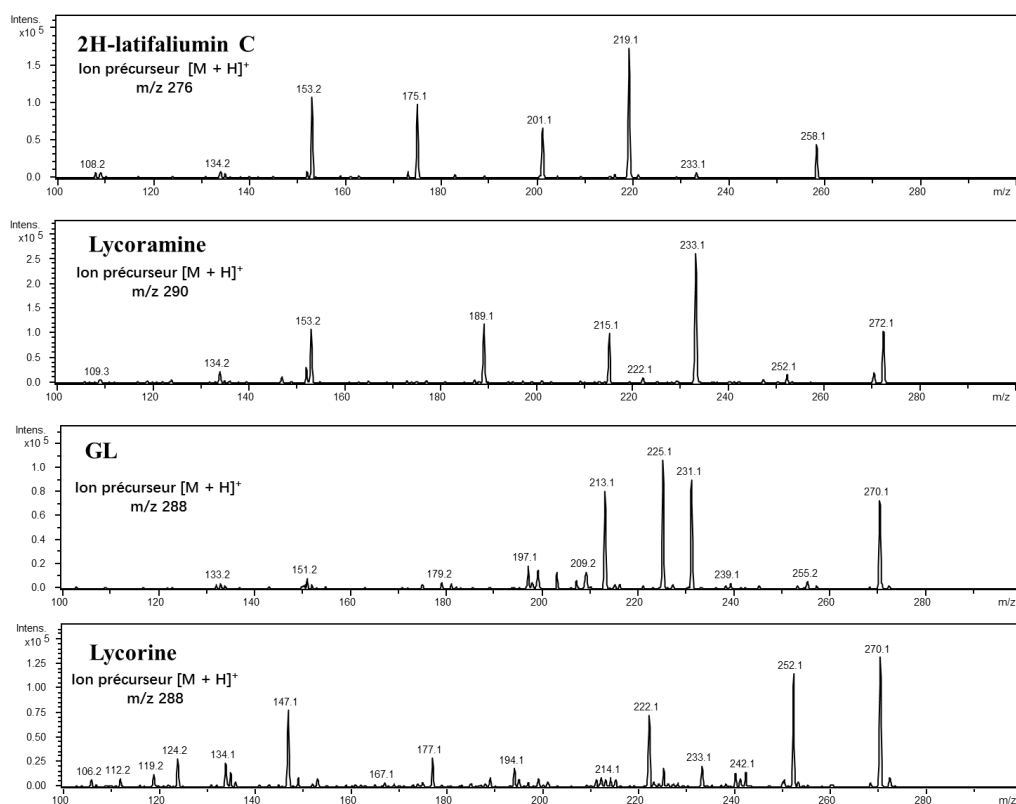 Intens.
x10 5
2H-latifaliumin C
Ion précurseur [M + H]+
m/z 276
1.5
1.0
0.5
0.0
108.2
134.2
153.2
175.1
201.1
219.1
233.1
258.1
100 120 140 160 180 200 220 240 260 280 m/z
Intens.
x10 5
Lycoramine
Ion précurseur [M + H]+
m/z 290
2.5
2.0
1.5
1.0
0.5
0.0
109.3
134.2
153.2
189.1
215.1
222.1
233.1
252.1
272.1
100 120 140 160 180 200 220 240 260 280 m/z
Intens.
x10 5
GL
Ion précurseur [M + H]+
m/z 288
1.0
0.8
0.6
0.4
0.2
0.0
133.2
151.2
179.2
197.1
209.2
213.1
225.1
231.1
239.1
255.2
270.1
100 120 140 160 180 200 220 240 260 280 m/z
Intens.
x10 5
Lycorine
Ion précurseur [M + H]+
m/z 288
1.25
1.00
0.75
0.50
0.25
0.00
106.2
112.2
119.2
124.2
134.1
147.1
167.1
177.1
194.1
214.1
222.1
233.1
242.1
252.1
270.1
100 120 140 160 180 200 220 240 260 280 m/z